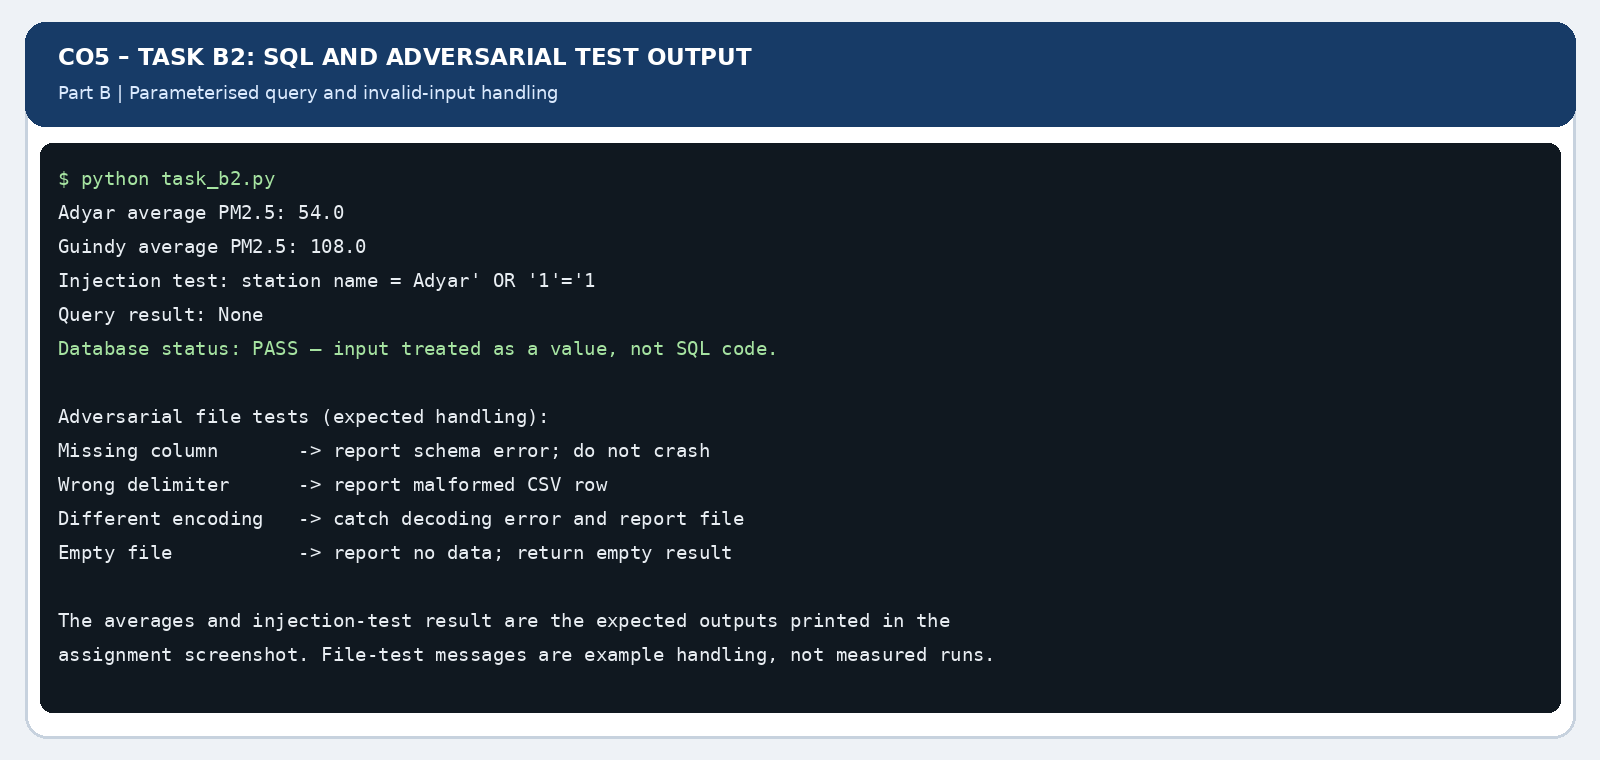 CO5 – TASK B2: SQL AND ADVERSARIAL TEST OUTPUT
Part B | Parameterised query and invalid-input handling
$ python task_b2.py
Adyar average PM2.5: 54.0
Guindy average PM2.5: 108.0
Injection test: station name = Adyar' OR '1'='1
Query result: None
Database status: PASS — input treated as a value, not SQL code.
Adversarial file tests (expected handling):
Missing column       -> report schema error; do not crash
Wrong delimiter      -> report malformed CSV row
Different encoding   -> catch decoding error and report file
Empty file           -> report no data; return empty result
The averages and injection-test result are the expected outputs printed in the
assignment screenshot. File-test messages are example handling, not measured runs.